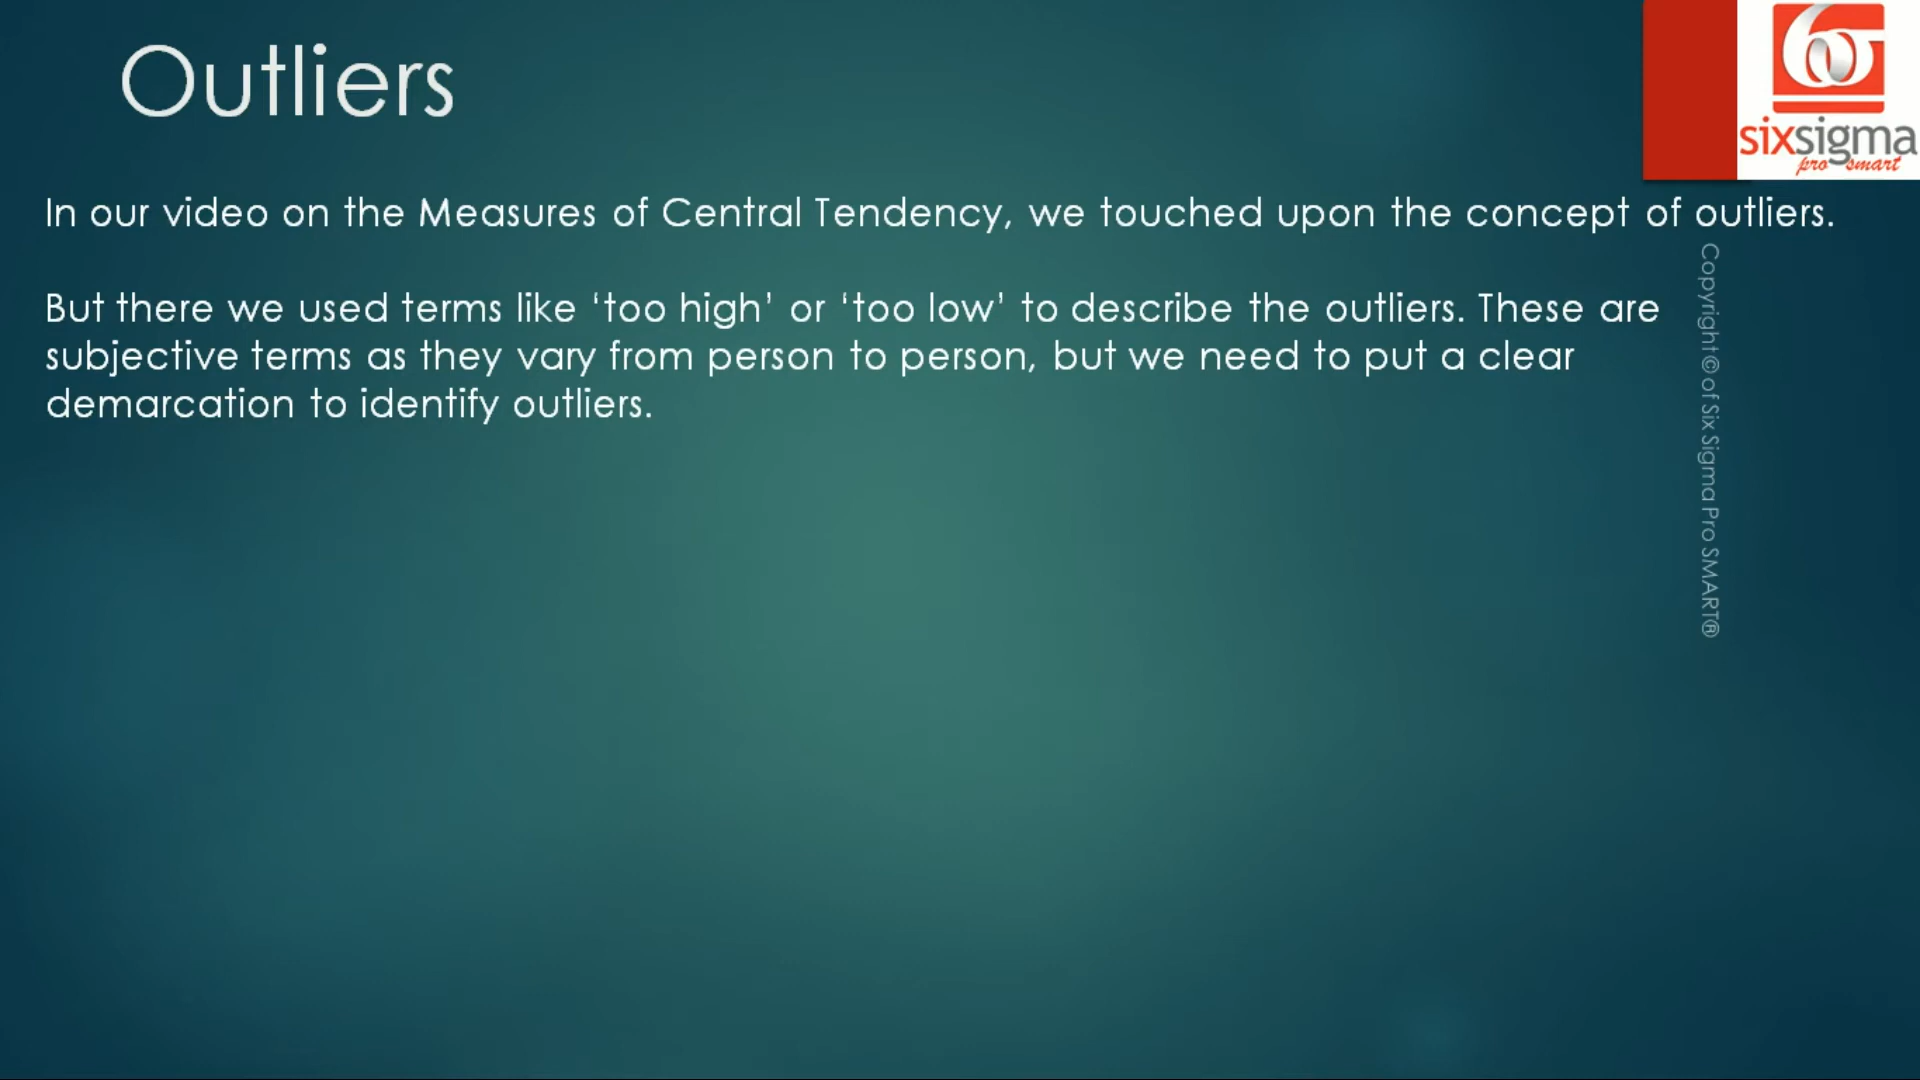 Outliers
sixsigma
pro smart
In our video on the Measures of Central Tendency, we touched upon the concept of outliers.
But there we used terms like ‘too high’ or ‘too low’ to describe the outliers. These are
subjective terms as they vary from person to person, but we need to put a clear
demarcation to identify outliers.
Copyright © of Six Sigma Pro SMART®